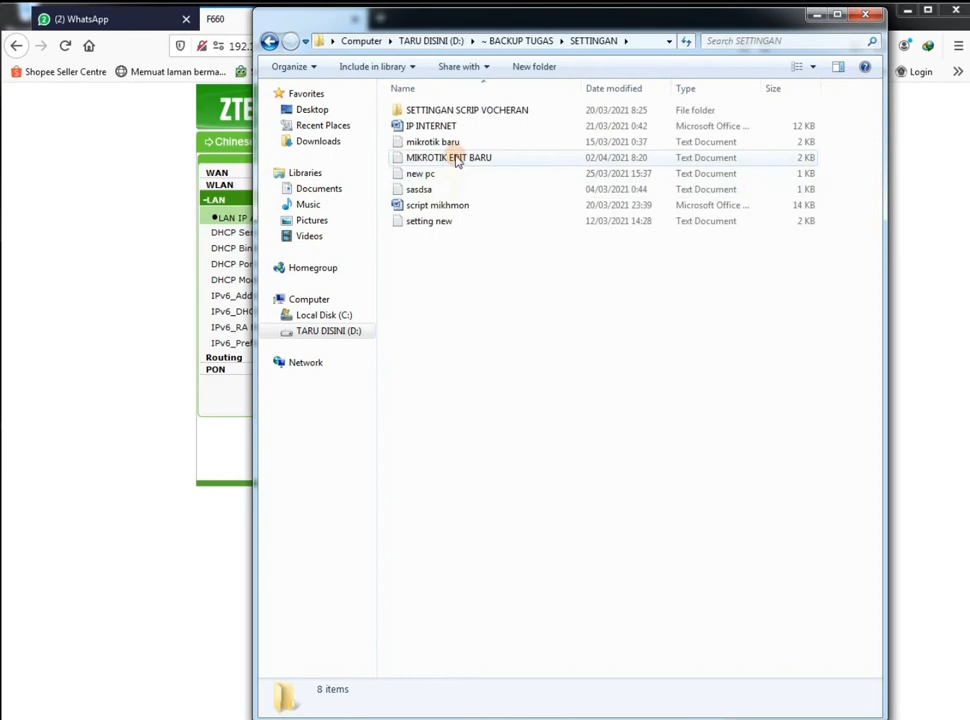 (2) WhatsApp
F660
192.
Shopee Seller Centre
Memuat laman berma...
S
Login
ZTE
Chinese
WAN
WLAN
-LAN
LAN IP A
DHCP Se
DHCP Bin
DHCP Por
DHCP Mo
IPv6_Add
IPv6_DHC
IPv6_RA
IPv6_Pref
Routing
PON
Computer
TARU DISINI (D:)
~ BACKUP TUGAS
SETTINGAN
Search SETTINGAN
Organize
Include in library
Share with
New folder
Favorites
Desktop
Recent Places
Downloads
Libraries
Documents
Music
Pictures
Videos
Homegroup
Computer
Local Disk (C:)
TARU DISINI (D:)
Network
Name Date modified Type Size
SETTINGAN SCRIP VOCHERAN 20/03/2021 8:25 File folder
IP INTERNET 21/03/2021 0:42 Microsoft Office ... 12 KB
mikrotik baru 15/03/2021 0:37 Text Document 2 KB
MIKROTIK EDIT BARU 02/04/2021 8:20 Text Document 2 KB
new pc 25/03/2021 15:37 Text Document 1 KB
sasdsa 04/03/2021 0:44 Text Document 1 KB
script mikhmon 20/03/2021 23:39 Microsoft Office ... 14 KB
setting new 12/03/2021 14:28 Text Document 2 KB
8 items